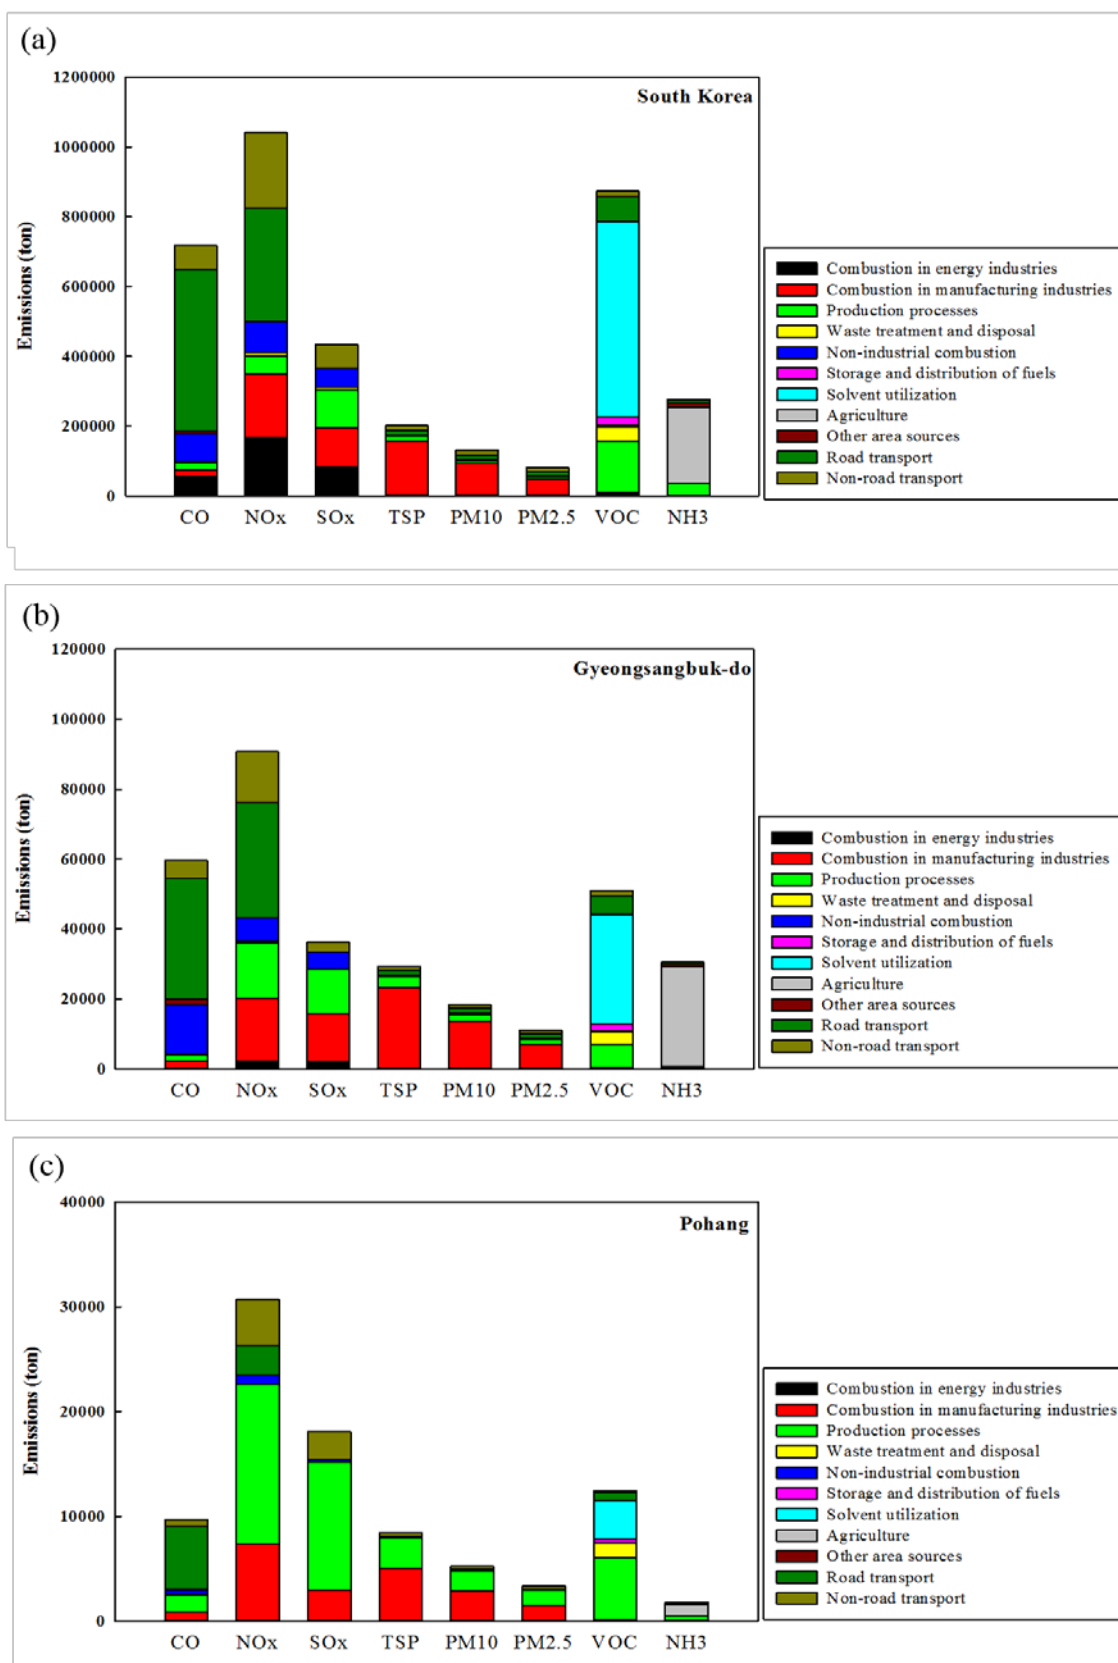 (a)
South Korea
Emissions (ton)
1200000
1000000
800000
600000
400000
200000
0
CO NOx SOx TSP PM10 PM2.5 VOC NH3
Combustion in energy industries
Combustion in manufacturing industries
Production processes
Waste treatment and disposal
Non-industrial combustion
Storage and distribution of fuels
Solvent utilization
Agriculture
Other area sources
Road transport
Non-road transport
(b)
Gyeongsangbuk-do
Emissions (ton)
120000
100000
80000
60000
40000
20000
0
CO NOx SOx TSP PM10 PM2.5 VOC NH3
Combustion in energy industries
Combustion in manufacturing industries
Production processes
Waste treatment and disposal
Non-industrial combustion
Storage and distribution of fuels
Solvent utilization
Agriculture
Other area sources
Road transport
Non-road transport
(c)
Pohang
Emissions (ton)
40000
30000
20000
10000
0
CO NOx SOx TSP PM10 PM2.5 VOC NH3
Combustion in energy industries
Combustion in manufacturing industries
Production processes
Waste treatment and disposal
Non-industrial combustion
Storage and distribution of fuels
Solvent utilization
Agriculture
Other area sources
Road transport
Non-road transport